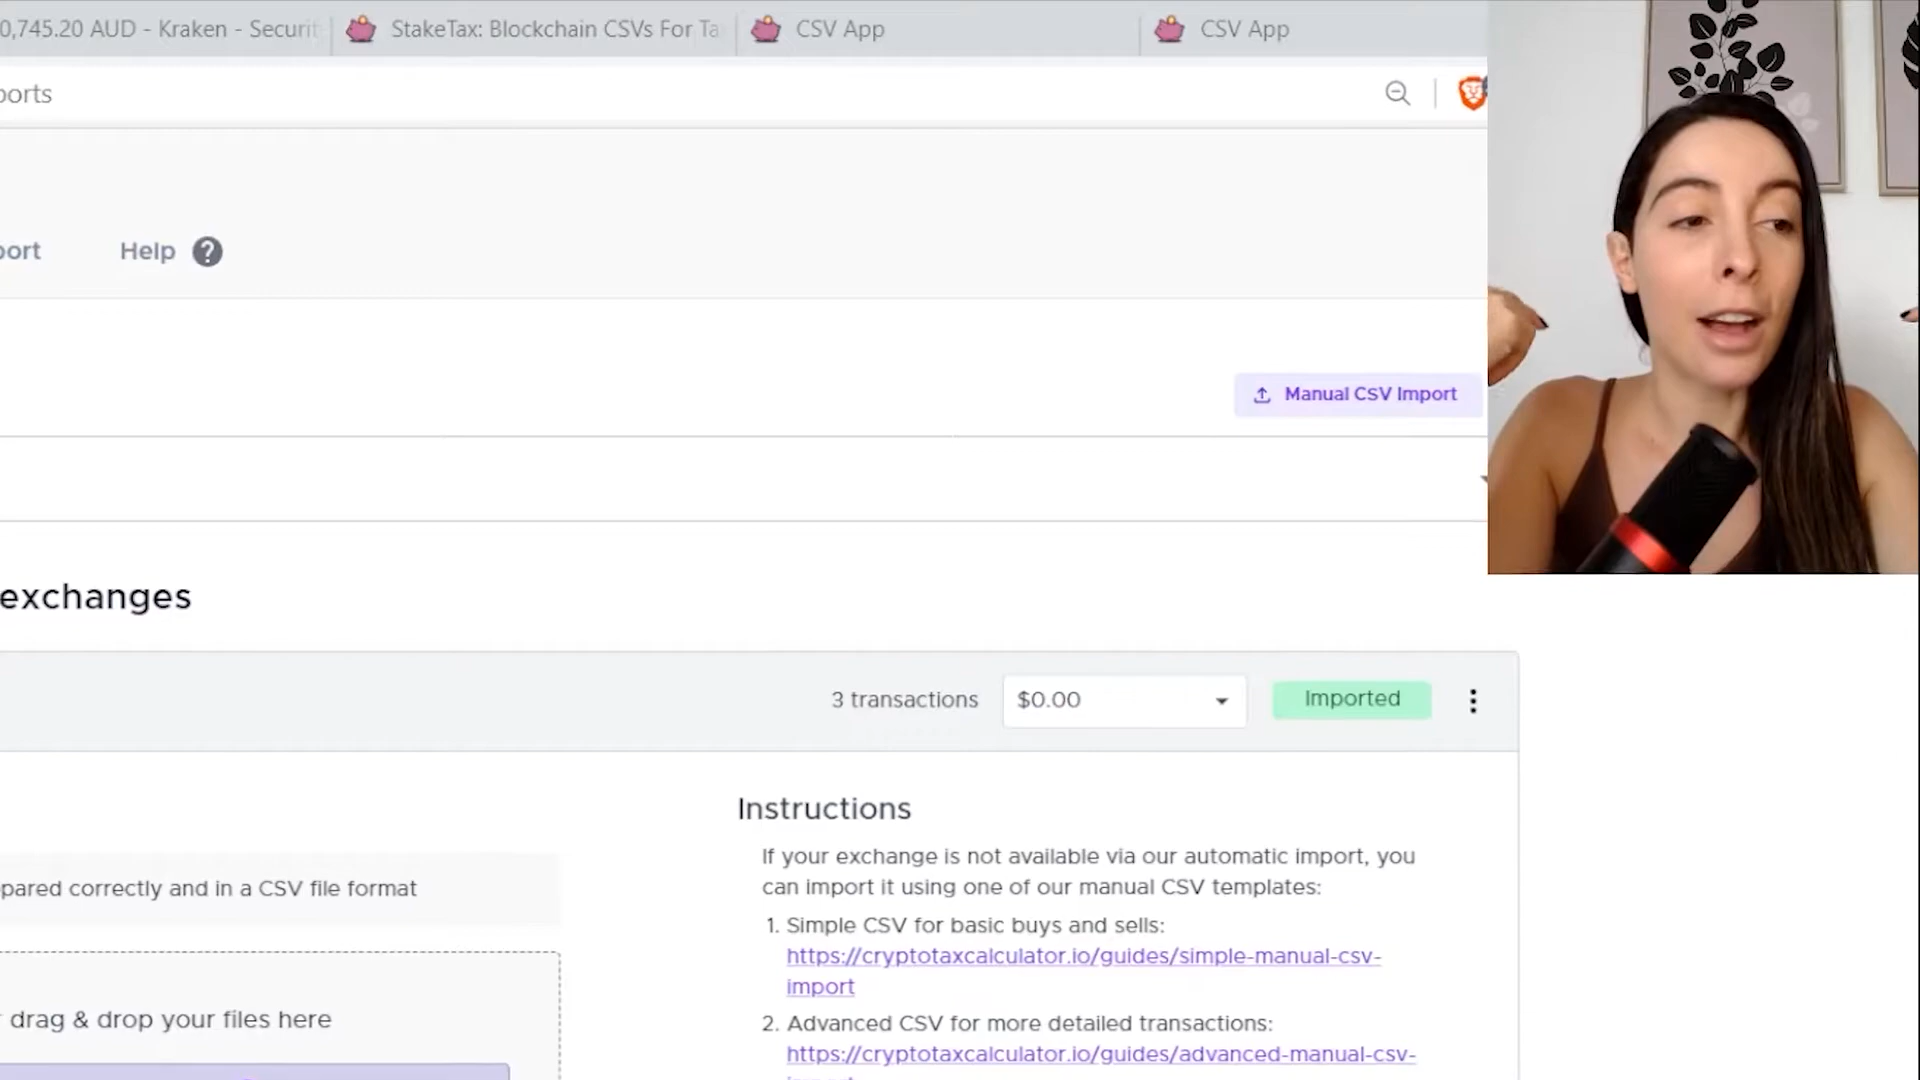 0,745.20 AUD - Kraken - Securit
StakeTax: Blockchain CSVs For Ta
CSV App
CSV App
ports
port
Help ?
Manual CSV Import
exchanges
3 transactions
$0.00
Imported
Instructions
If your exchange is not available via our automatic import, you
can import it using one of our manual CSV templates:
pared correctly and in a CSV file format
1. Simple CSV for basic buys and sells:
https://cryptotaxcalculator.io/guides/simple-manual-csv-
import
drag & drop your files here
2. Advanced CSV for more detailed transactions:
https://cryptotaxcalculator.io/guides/advanced-manual-csv-